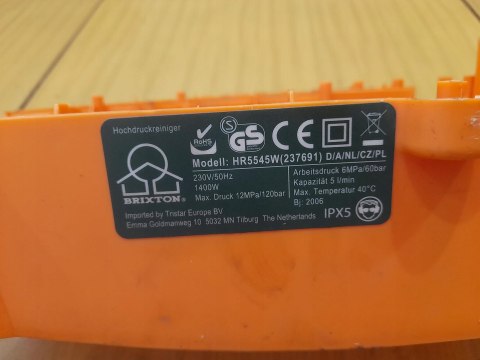 Hochdruckreiniger
RoHS
S
GS
CE
Modell: HR5545W(237691) D/A/NL/CZ/PL
230V/50Hz
1400W
Max. Druck 12MPa/120bar
Arbeitsdruck 6MPa/60bar
Kapazität 5 l/min
Max. Temperatur 40°C
Bj: 2006
BRIXTON
Imported by Tristar Europe BV
Emma Goldmanweg 10 5032 MN Tilburg The Netherlands
IPX5